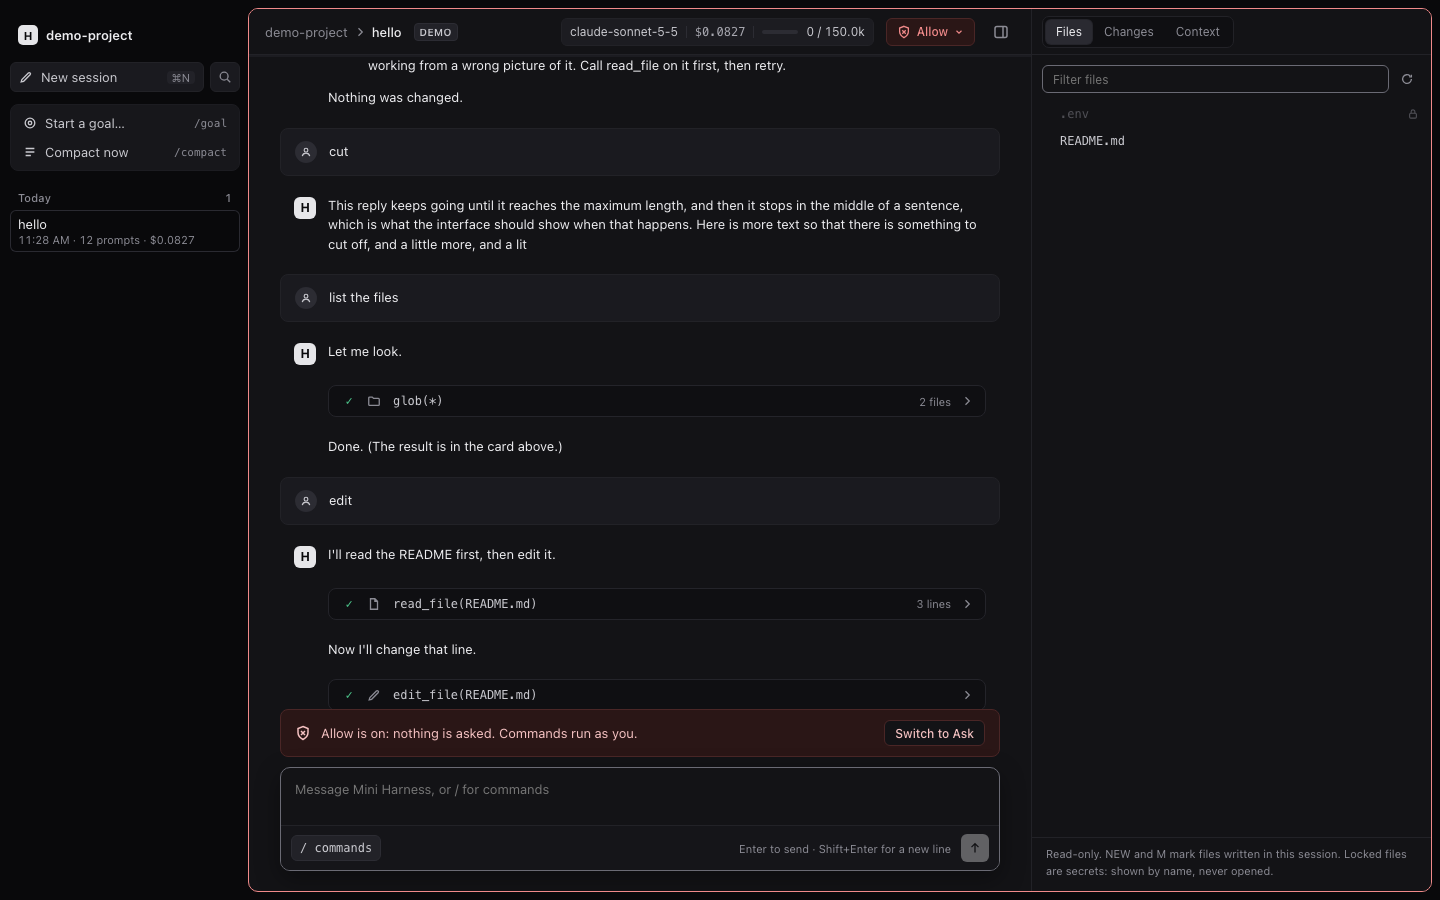 H demo-project
New session ⌘N
Start a goal... /goal
Compact now /compact
Today 1
hello
11:28 AM · 12 prompts · $0.0827
demo-project > hello DEMO
claude-sonnet-5-5 $0.0827 0 / 150.0k
Allow
working from a wrong picture of it. Call read_file on it first, then retry.
Nothing was changed.
cut
H This reply keeps going until it reaches the maximum length, and then it stops in the middle of a sentence,
which is what the interface should show when that happens. Here is more text so that there is something to
cut off, and a little more, and a lit
list the files
H Let me look.
✓ glob(*) 2 files
Done. (The result is in the card above.)
edit
H I'll read the README first, then edit it.
✓ read_file(README.md) 3 lines
Now I'll change that line.
✓ edit_file(README.md)
Allow is on: nothing is asked. Commands run as you. Switch to Ask
Message Mini Harness, or / for commands
/ commands Enter to send · Shift+Enter for a new line
Files Changes Context
Filter files
.env
README.md
Read-only. NEW and M mark files written in this session. Locked files
are secrets: shown by name, never opened.